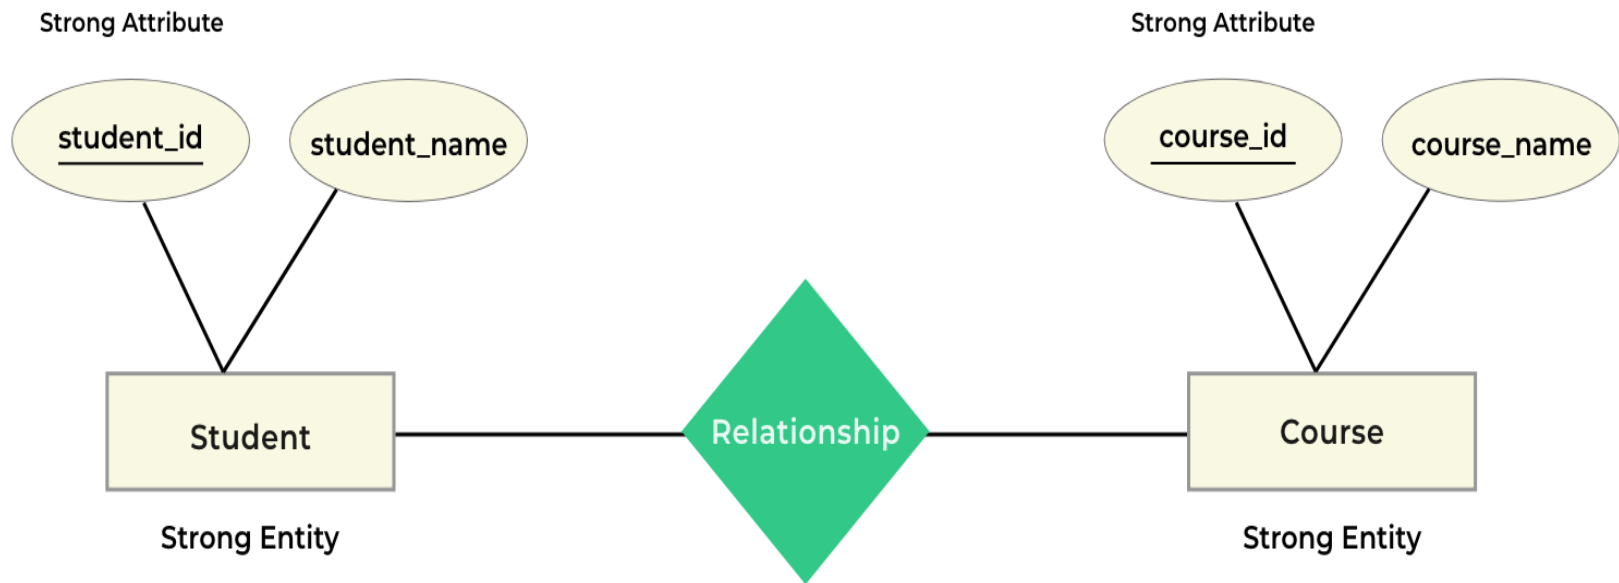 Strong Attribute
Strong Attribute
student_id
student_name
course_id
course_name
Student
Relationship
Course
Strong Entity
Strong Entity